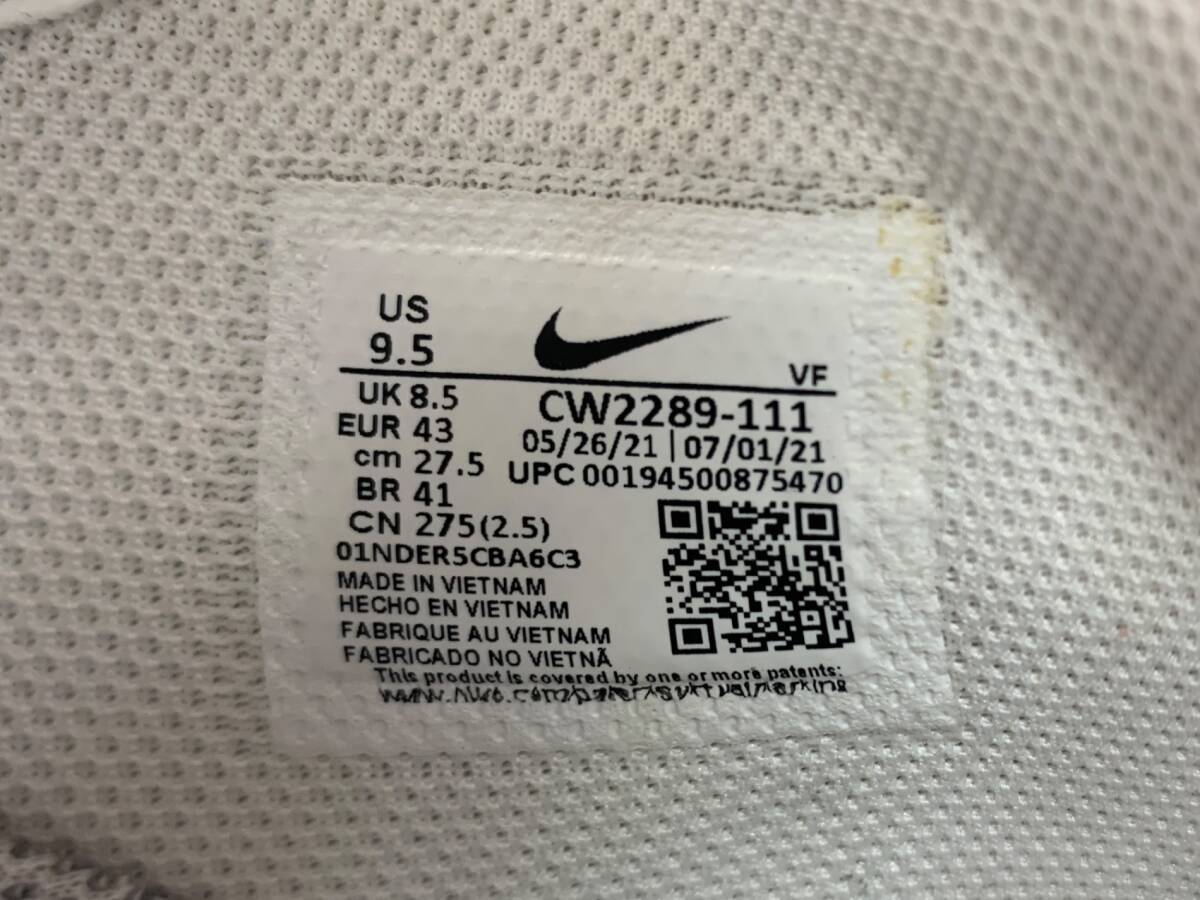 US
9.5
VF
UK 8.5
CW2289-111
EUR 43
05/26/21 | 07/01/21
cm 27.5
UPC 00194500875470
BR 41
CN 275(2.5)
01NDER5CBA6C3
MADE IN VIETNAM
HECHO EN VIETNAM
FABRIQUE AU VIETNAM
FABRICADO NO VIETNÃ
This product is covered by one or more patents: